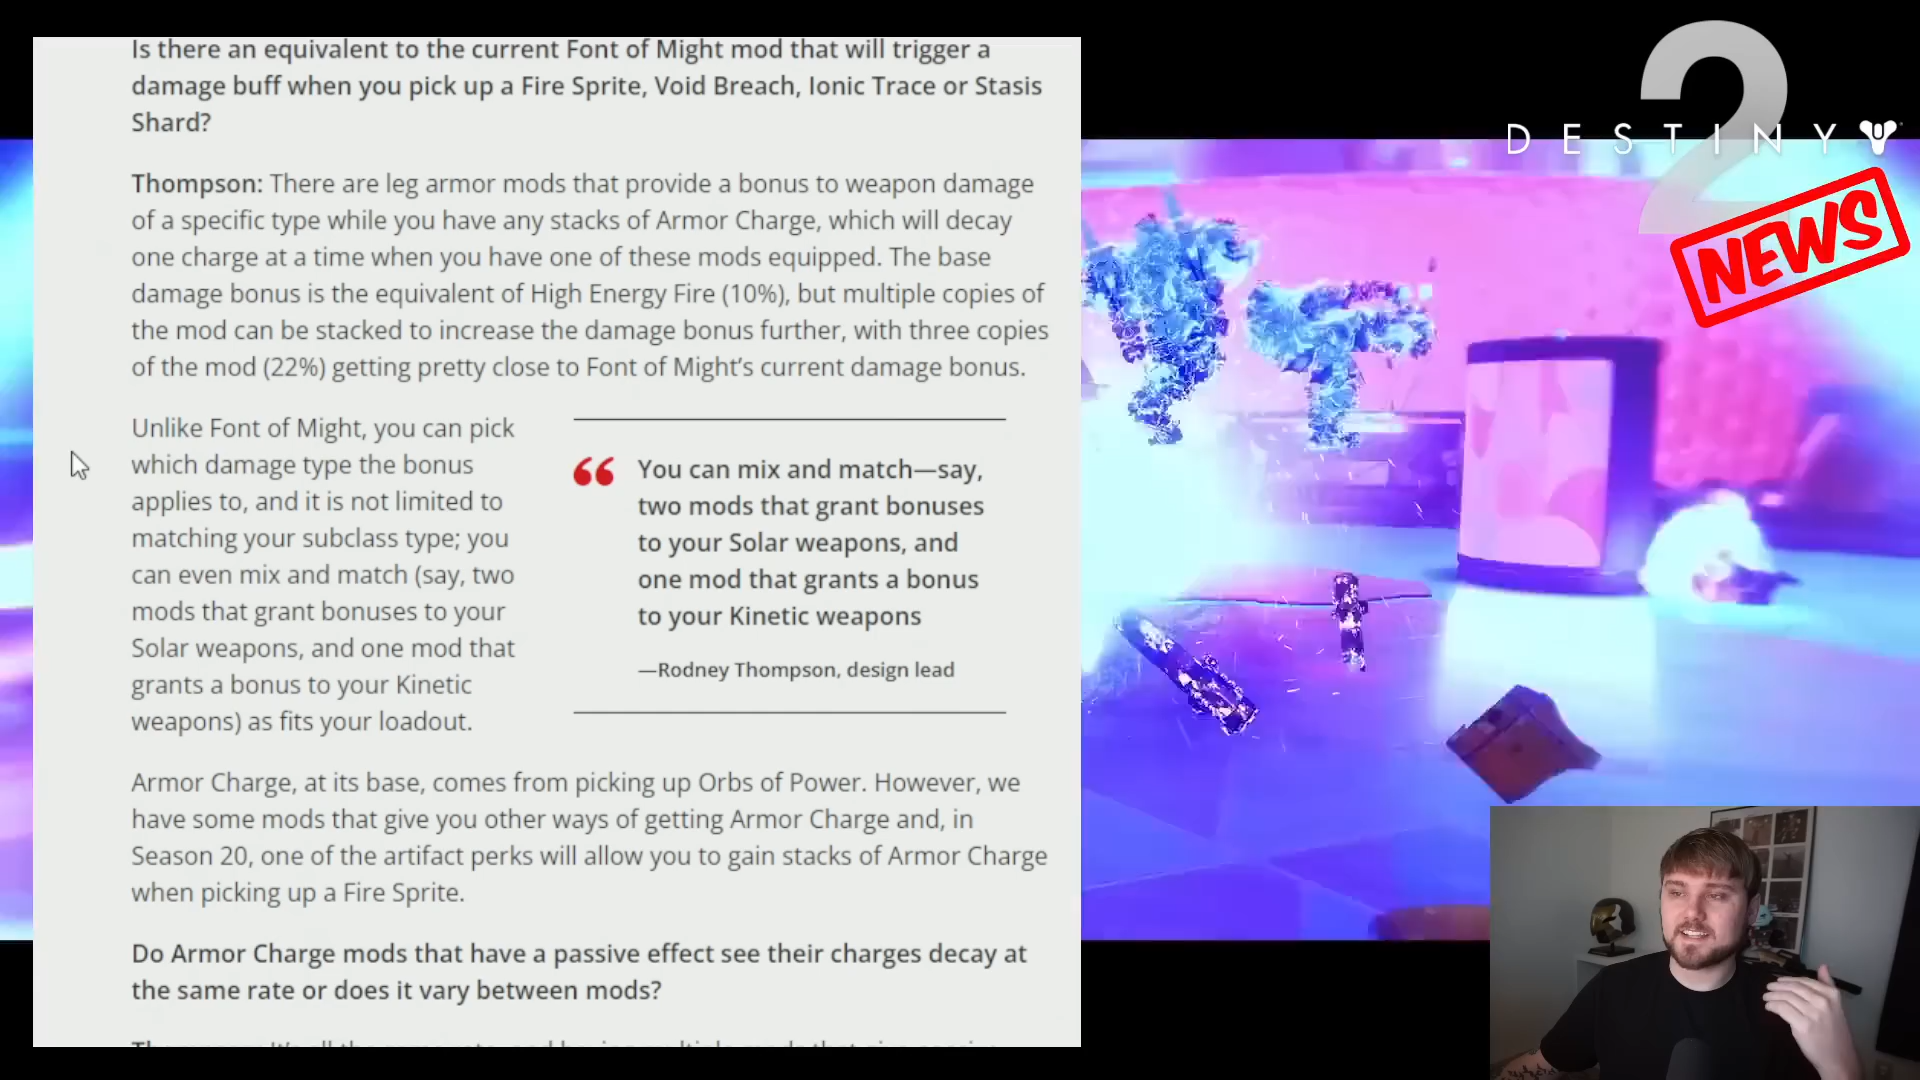 Is there an equivalent to the current Font of Might mod that will trigger a
damage buff when you pick up a Fire Sprite, Void Breach, Ionic Trace or Stasis
Shard?
Thompson: There are leg armor mods that provide a bonus to weapon damage
of a specific type while you have any stacks of Armor Charge, which will decay
one charge at a time when you have one of these mods equipped. The base
damage bonus is the equivalent of High Energy Fire (10%), but multiple copies of
the mod can be stacked to increase the damage bonus further, with three copies
of the mod (22%) getting pretty close to Font of Might’s current damage bonus.
Unlike Font of Might, you can pick
which damage type the bonus
applies to, and it is not limited to
matching your subclass type; you
can even mix and match (say, two
mods that grant bonuses to your
Solar weapons, and one mod that
grants a bonus to your Kinetic
weapons) as fits your loadout.
“ You can mix and match—say,
two mods that grant bonuses
to your Solar weapons, and
one mod that grants a bonus
to your Kinetic weapons
—Rodney Thompson, design lead
Armor Charge, at its base, comes from picking up Orbs of Power. However, we
have some mods that give you other ways of getting Armor Charge and, in
Season 20, one of the artifact perks will allow you to gain stacks of Armor Charge
when picking up a Fire Sprite.
Do Armor Charge mods that have a passive effect see their charges decay at
the same rate or does it vary between mods?
2
DESTINY
NEWS